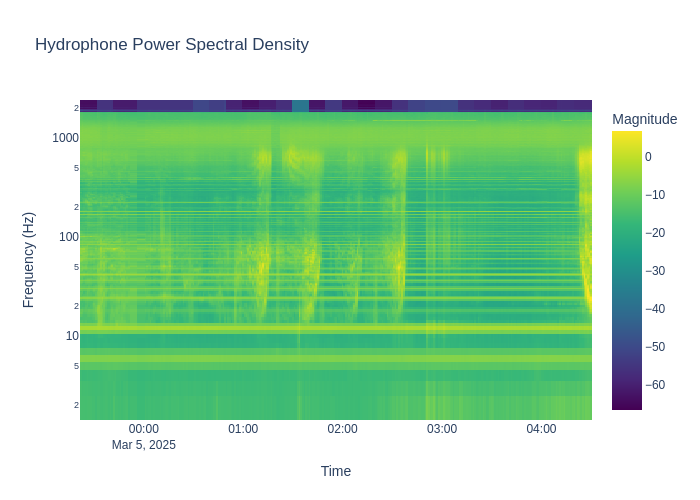 Hydrophone Power Spectral Density
Magnitude
2
1000
5
2
100
5
2
10
5
2
Frequency (Hz)
0
−10
−20
−30
−40
−50
−60
00:00 01:00 02:00 03:00 04:00
Mar 5, 2025
Time